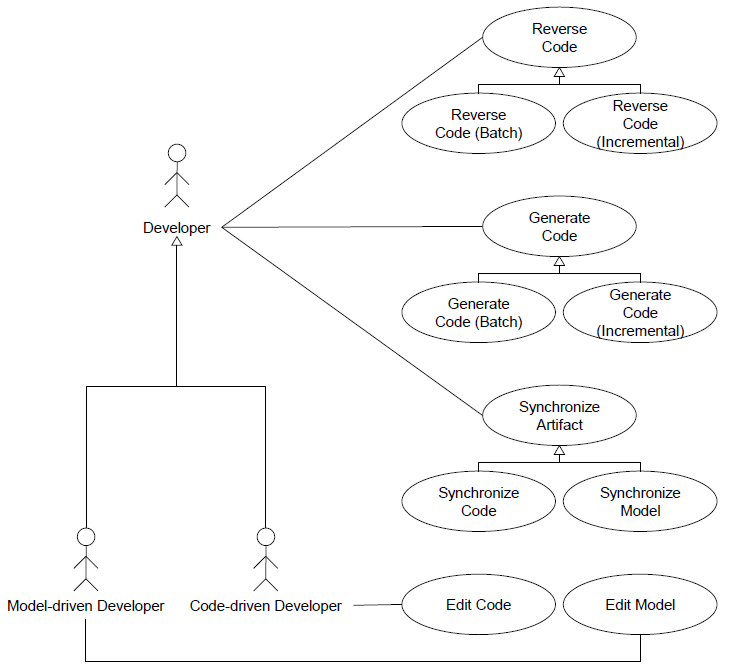 Reverse
Code
Reverse
Code (Batch)
Reverse
Code
(Incremental)
Developer
Generate
Code
Generate
Code (Batch)
Generate
Code
(Incremental)
Synchronize
Artifact
Synchronize
Code
Synchronize
Model
Model-driven Developer
Code-driven Developer
Edit Code
Edit Model